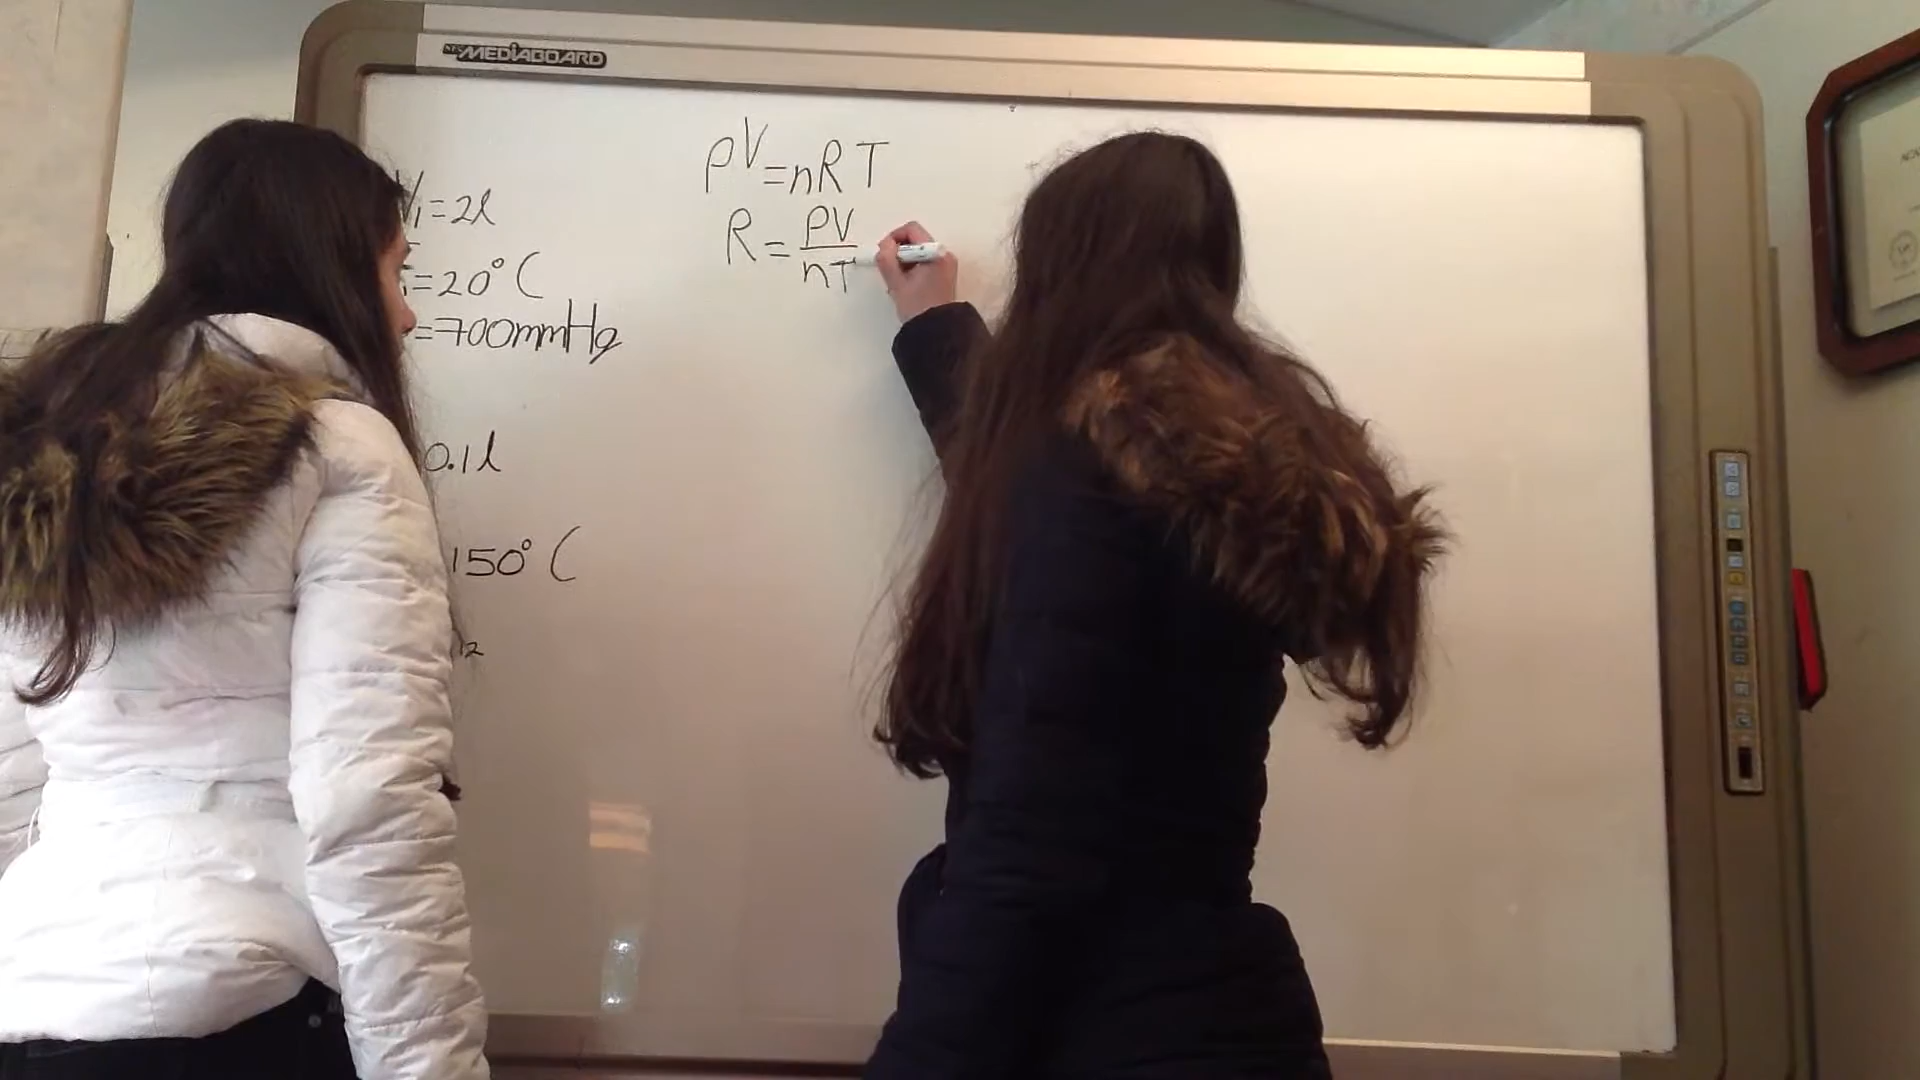 MEDIABOARD
V₁=2l
=20°C
=700mmHg
0.1l
150°C
PV=nRT
R=PV/nT